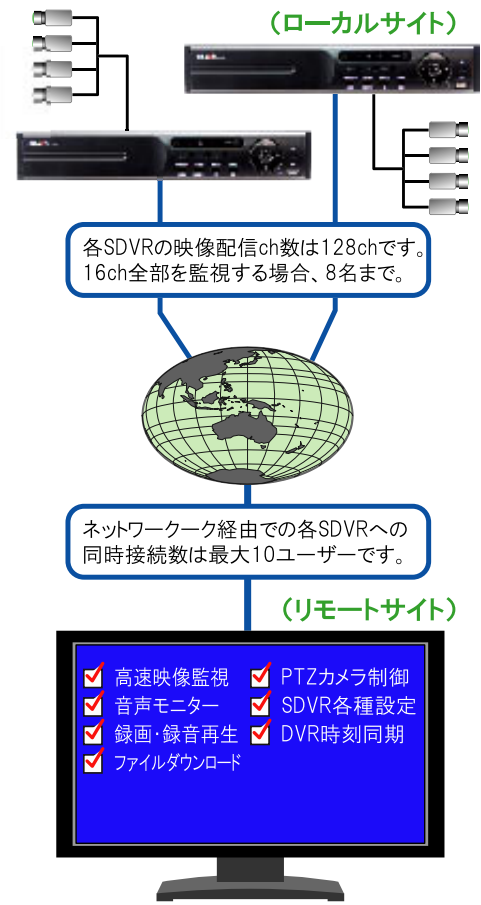 （ローカルサイト）
各SDVRの映像配信ch数は128chです。
16ch全部を監視する場合、8名まで。
ネットワークーク経由での各SDVRへの
同時接続数は最大10ユーザーです。
（リモートサイト）
高速映像監視
音声モニター
録画･録音再生
ファイルダウンロード
PTZカメラ制御
SDVR各種設定
DVR時刻同期